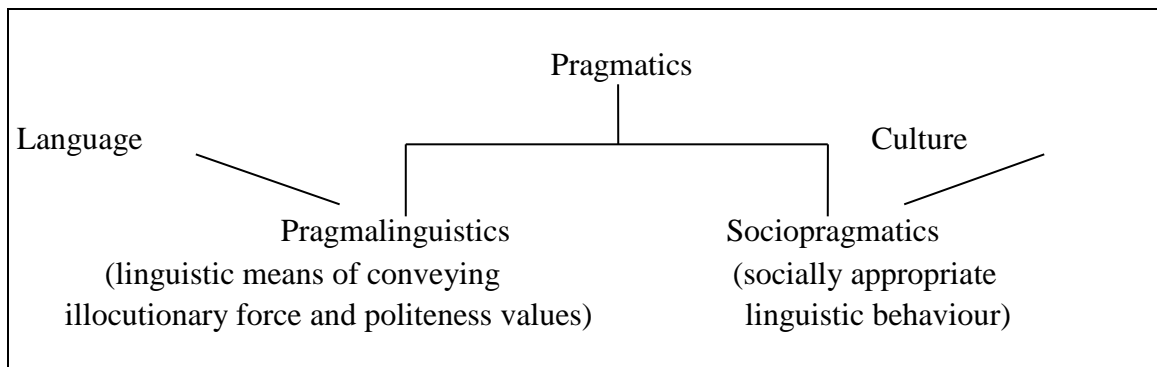 Pragmatics
Language
Culture
Pragmalinguistics
Sociopragmatics
(linguistic means of conveying
(socially appropriate
illocutionary force and politeness values)
linguistic behaviour)